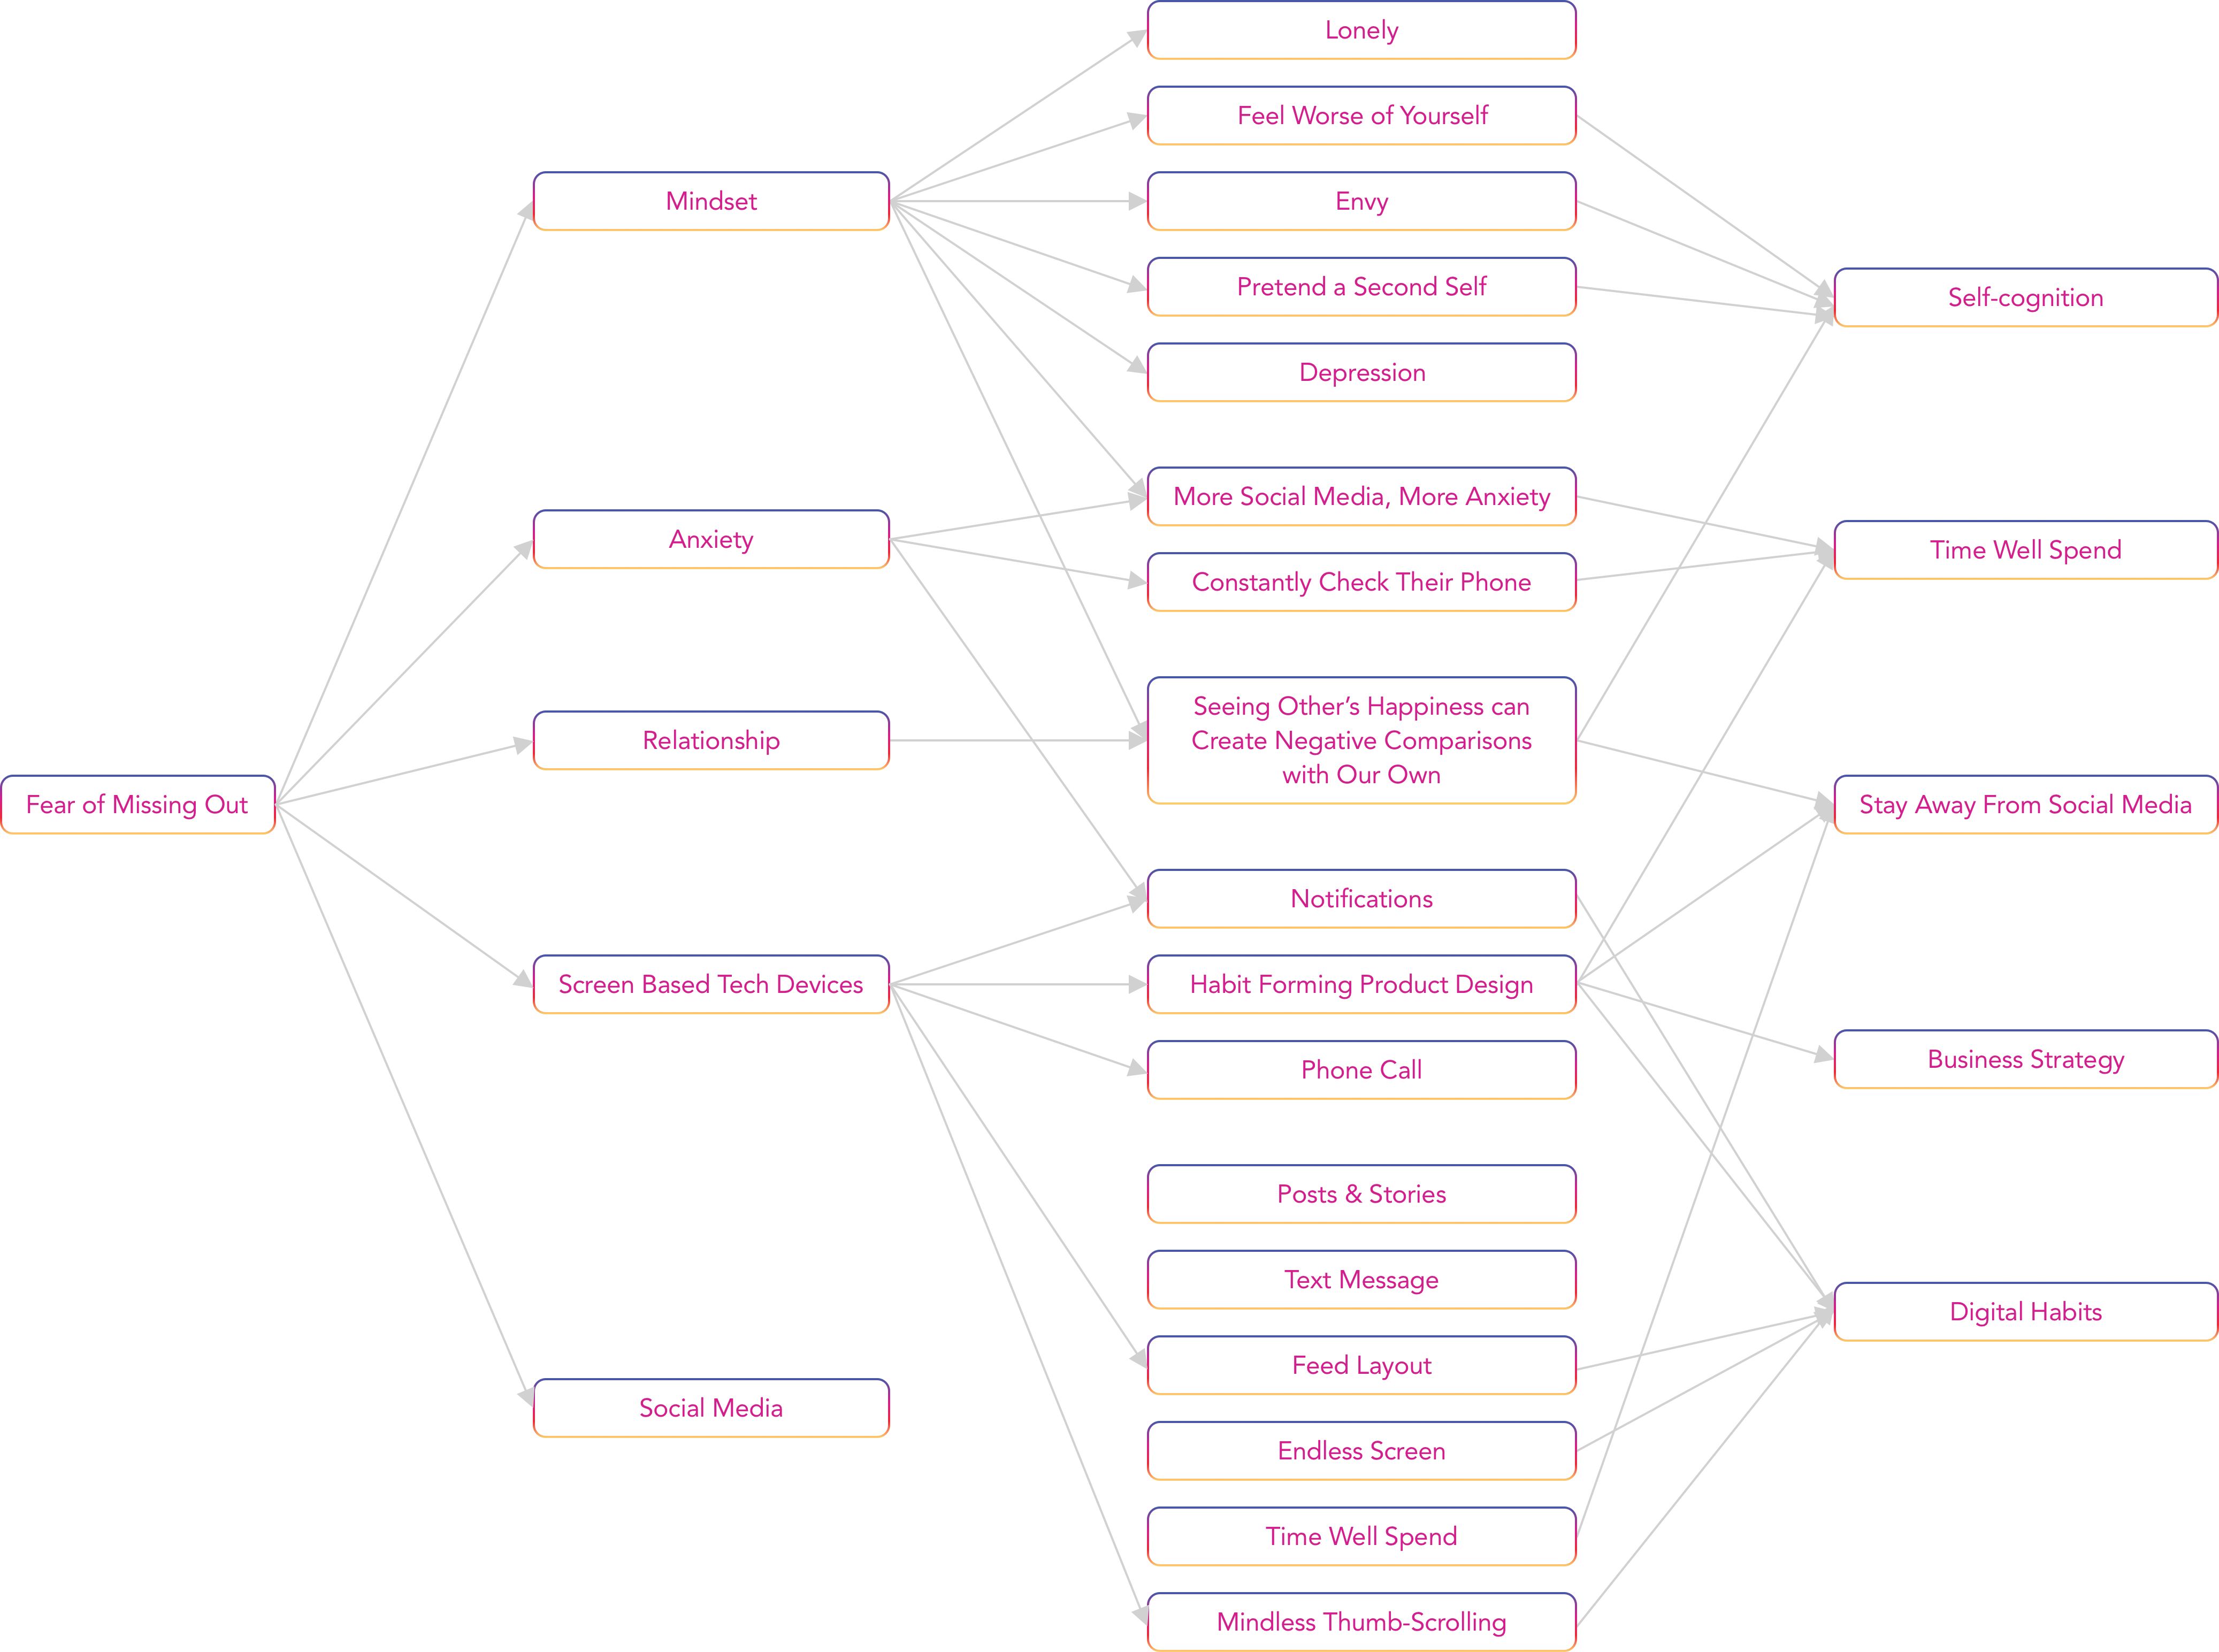 Fear of Missing Out
Mindset
Anxiety
Relationship
Screen Based Tech Devices
Social Media
Lonely
Feel Worse of Yourself
Envy
Pretend a Second Self
Depression
More Social Media, More Anxiety
Constantly Check Their Phone
Seeing Other’s Happiness can
Create Negative Comparisons
with Our Own
Notifications
Habit Forming Product Design
Phone Call
Posts & Stories
Text Message
Feed Layout
Endless Screen
Time Well Spend
Mindless Thumb-Scrolling
Self-cognition
Time Well Spend
Stay Away From Social Media
Business Strategy
Digital Habits